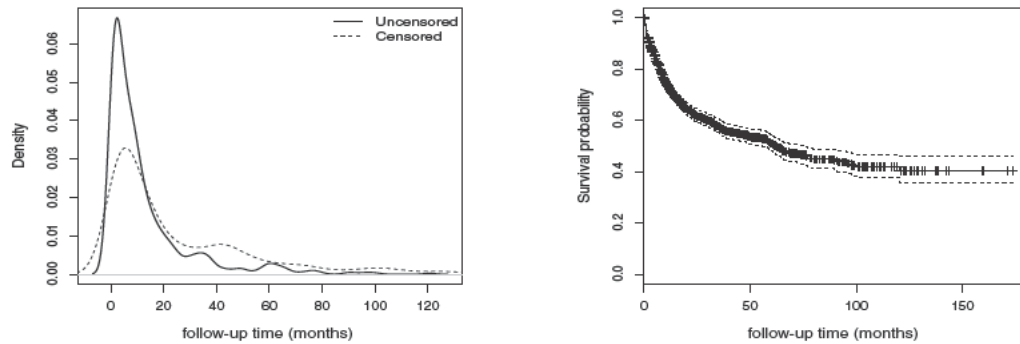 Uncensored
Censored
Density
0.00 0.01 0.02 0.03 0.04 0.05 0.06
0 20 40 60 80 100 120
follow-up time (months)
Survival probability
0.0 0.2 0.4 0.6 0.8 1.0
0 50 100 150
follow-up time (months)